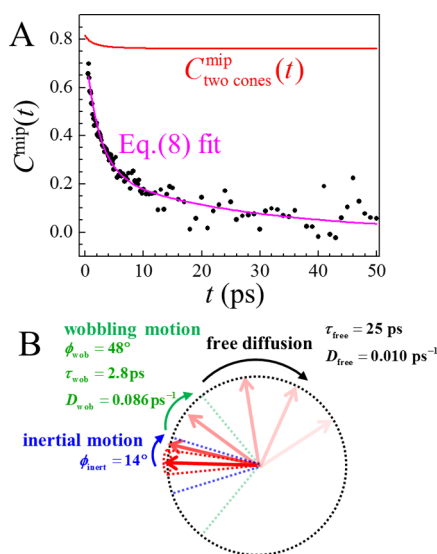 A
0.8
0.6
0.4
0.2
0.0
C^mip(t)
C^mip_two cones(t)
Eq.(8) fit
0 10 20 30 40 50
t (ps)
B
wobbling motion
ϕ_wob = 48°
τ_wob = 2.8 ps
D_wob = 0.086 ps⁻¹
free diffusion
τ_free = 25 ps
D_free = 0.010 ps⁻¹
inertial motion
ϕ_inert = 14°